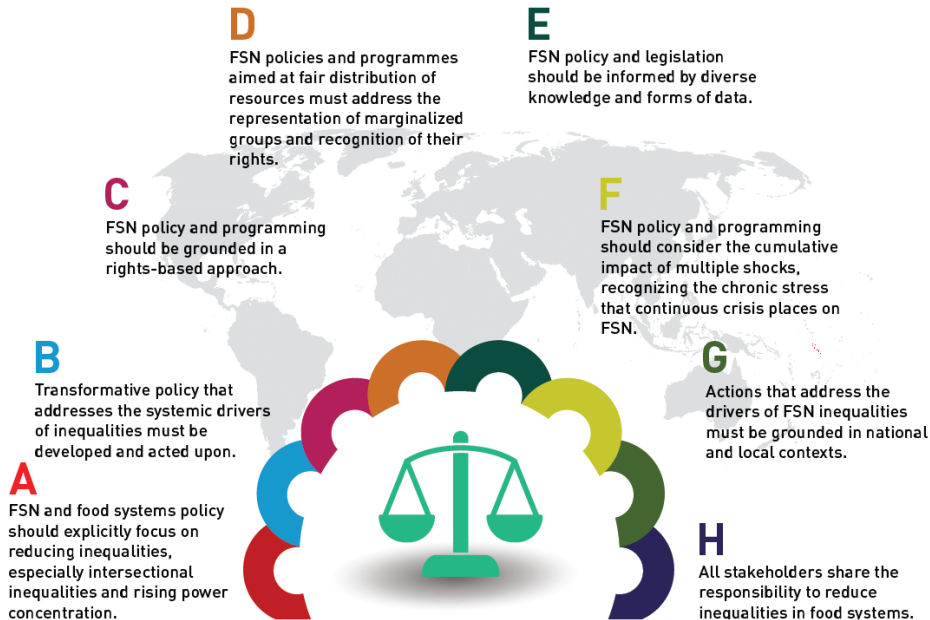 A
FSN and food systems policy
should explicitly focus on
reducing inequalities,
especially intersectional
inequalities and rising power
concentration.
B
Transformative policy that
addresses the systemic drivers
of inequalities must be
developed and acted upon.
C
FSN policy and programming
should be grounded in a
rights-based approach.
D
FSN policies and programmes
aimed at fair distribution of
resources must address the
representation of marginalized
groups and recognition of their
rights.
E
FSN policy and legislation
should be informed by diverse
knowledge and forms of data.
F
FSN policy and programming
should consider the cumulative
impact of multiple shocks,
recognizing the chronic stress
that continuous crisis places on
FSN.
G
Actions that address the
drivers of FSN inequalities
must be grounded in national
and local contexts.
H
All stakeholders share the
responsibility to reduce
inequalities in food systems.